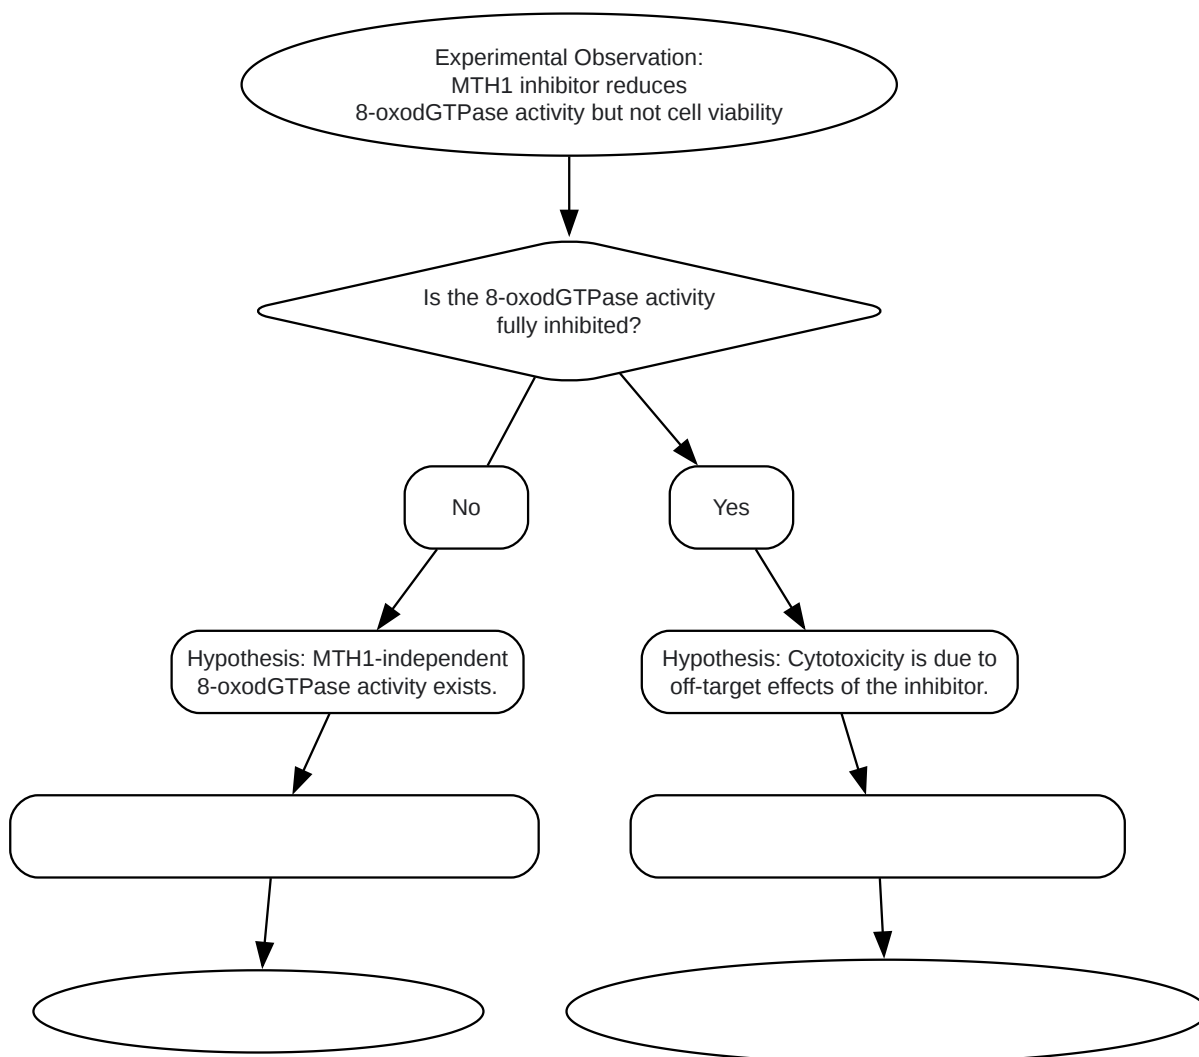 Experimental Observation:
MTH1 inhibitor reduces
8-oxodGTPase activity but not cell viability
Is the 8-oxodGTPase activity
fully inhibited?
No
Yes
Hypothesis: MTH1-independent
8-oxodGTPase activity exists.
Hypothesis: Cytotoxicity is due to
off-target effects of the inhibitor.